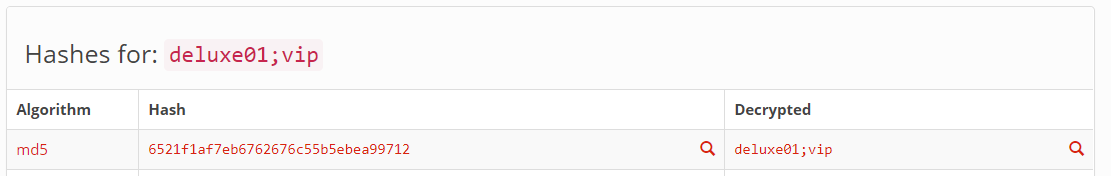 Hashes for: deluxe01;vip
Algorithm Hash Decrypted
md5 6521f1af7eb6762676c55b5ebea99712 deluxe01;vip